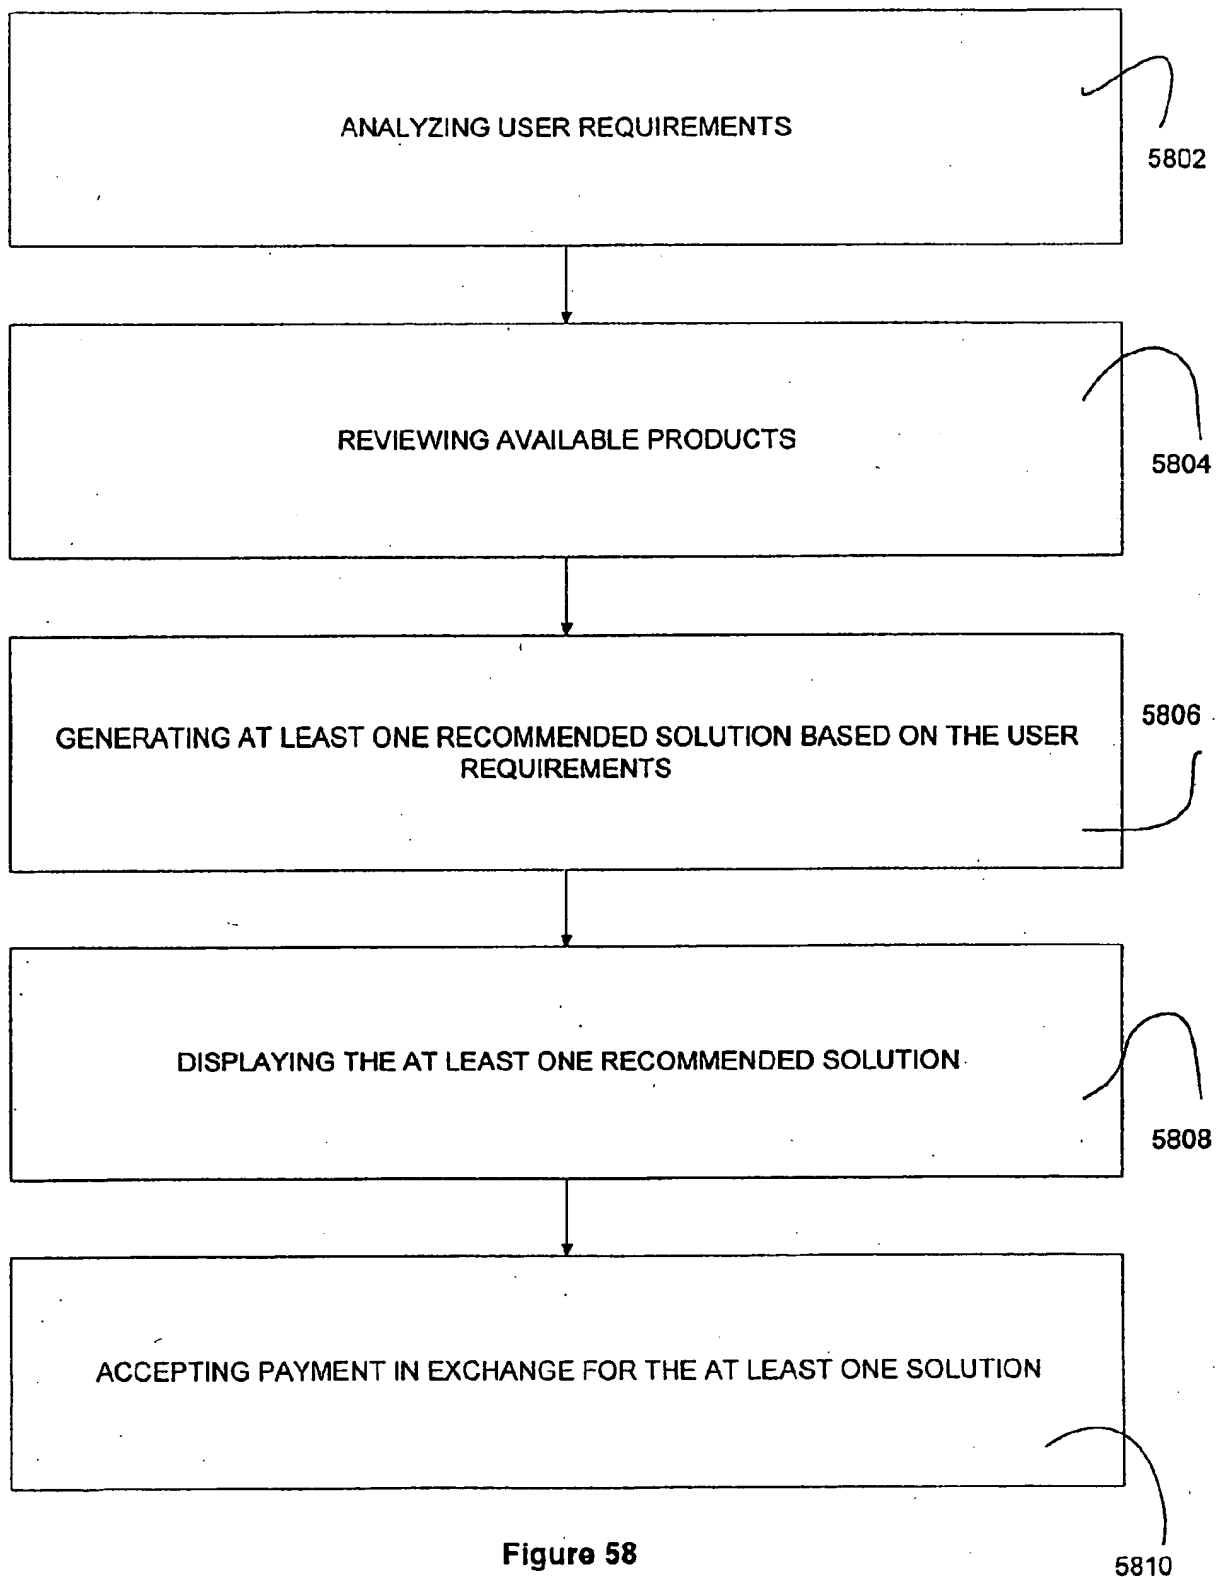 ANALYZING USER REQUIREMENTS
5802
REVIEWING AVAILABLE PRODUCTS
5804
GENERATING AT LEAST ONE RECOMMENDED SOLUTION BASED ON THE USER
REQUIREMENTS
5806
DISPLAYING THE AT LEAST ONE RECOMMENDED SOLUTION
5808
ACCEPTING PAYMENT IN EXCHANGE FOR THE AT LEAST ONE SOLUTION
5810
Figure 58